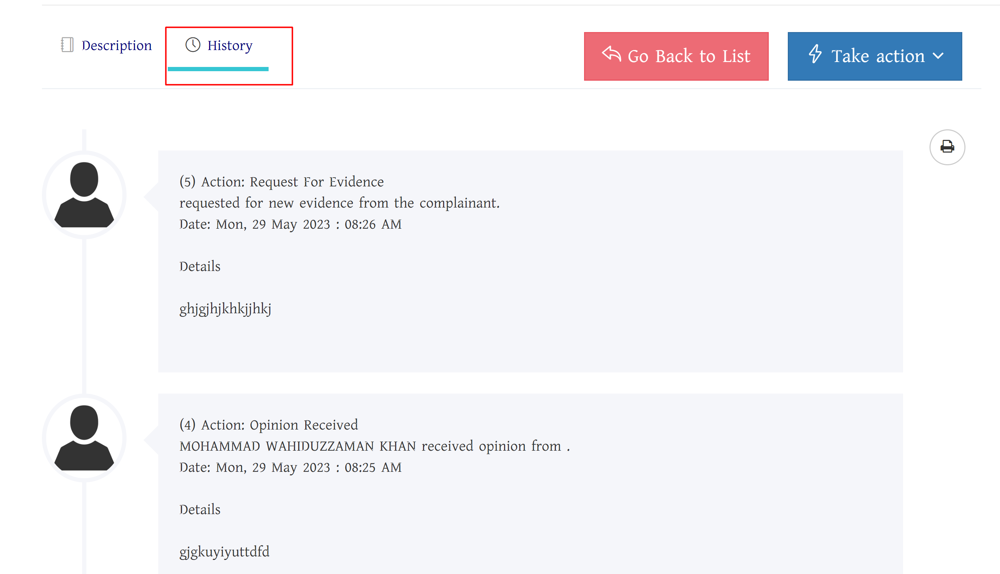 Description
History
Go Back to List
Take action
(5) Action: Request For Evidence
requested for new evidence from the complainant.
Date: Mon, 29 May 2023 : 08:26 AM
Details
ghjgjhjkhkjjhkj
(4) Action: Opinion Received
MOHAMMAD WAHIDUZZAMAN KHAN received opinion from .
Date: Mon, 29 May 2023 : 08:25 AM
Details
gjgkuyiyuttdfd